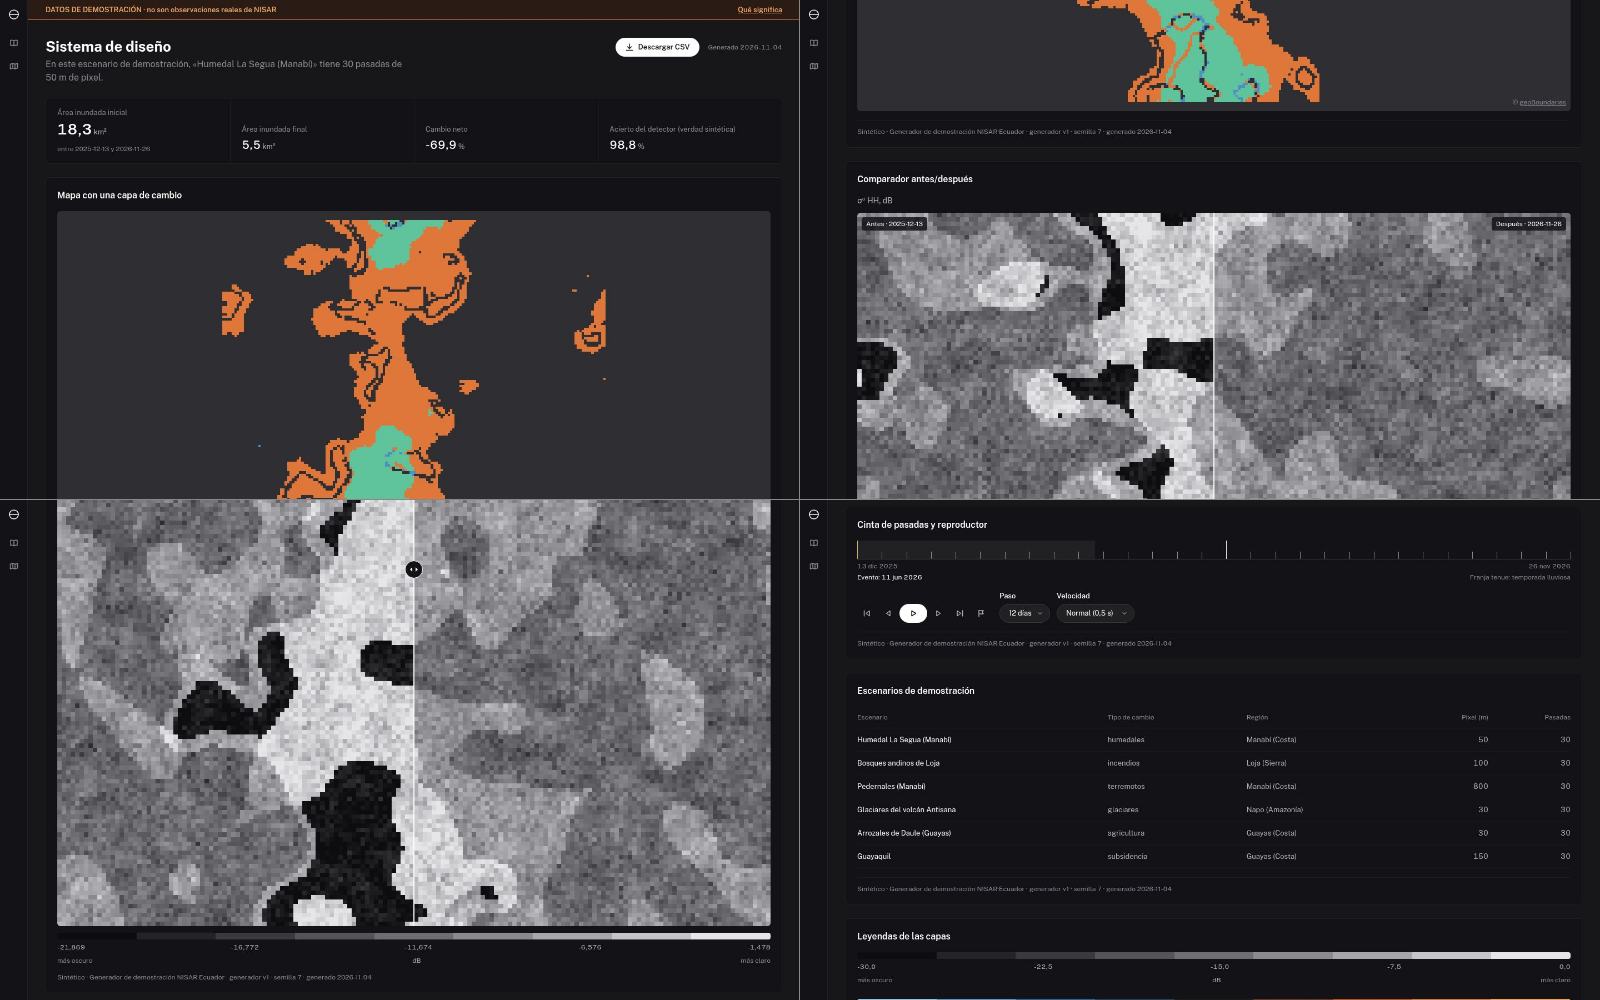 DATOS DE DEMOSTRACIÓN · no son observaciones reales de NISAR
Qué significa
Sistema de diseño
Descargar CSV
Generado 2026-11-04
En este escenario de demostración, «Humedal La Segua (Manabí)» tiene 30 pasadas de
50 m de píxel.
Área inundada inicial
18,3 km²
entre 2025-12-13 y 2026-11-26
Área inundada final
5,5 km²
Cambio neto
-69,9 %
Acierto del detector (verdad sintética)
98,8 %
Mapa con una capa de cambio
© geoBoundaries
Sintético · Generador de demostración NISAR·Ecuador · generador v1 · semilla 7 · generado 2026-11-04
Comparador antes/después
σ⁰ HH, dB
Antes · 2025-12-13
Después · 2026-11-26
-21,869
-16,772
-11,674
-6,576
-1,478
más oscuro
dB
más claro
Sintético · Generador de demostración NISAR·Ecuador · generador v1 · semilla 7 · generado 2026-11-04
Cinta de pasadas y reproductor
13 dic 2025
26 nov 2026
Evento: 11 jun 2026
Franja tenue: temporada lluviosa
Paso
Velocidad
12 días
Normal (0,5 s)
Sintético · Generador de demostración NISAR·Ecuador · generador v1 · semilla 7 · generado 2026-11-04
Escenarios de demostración
Escenario
Tipo de cambio
Región
Píxel (m)
Pasadas
Humedal La Segua (Manabí)
humedales
Manabí (Costa)
50
30
Bosques andinos de Loja
incendios
Loja (Sierra)
100
30
Pedernales (Manabí)
terremotos
Manabí (Costa)
800
30
Glaciares del volcán Antisana
glaciares
Napo (Amazonía)
30
30
Arrozales de Daule (Guayas)
agricultura
Guayas (Costa)
30
30
Guayaquil
subsidencia
Guayas (Costa)
150
30
Sintético · Generador de demostración NISAR·Ecuador · generador v1 · semilla 7 · generado 2026-11-04
Leyendas de las capas
-30,0
-22,5
-15,0
-7,5
0,0
más oscuro
dB
más claro